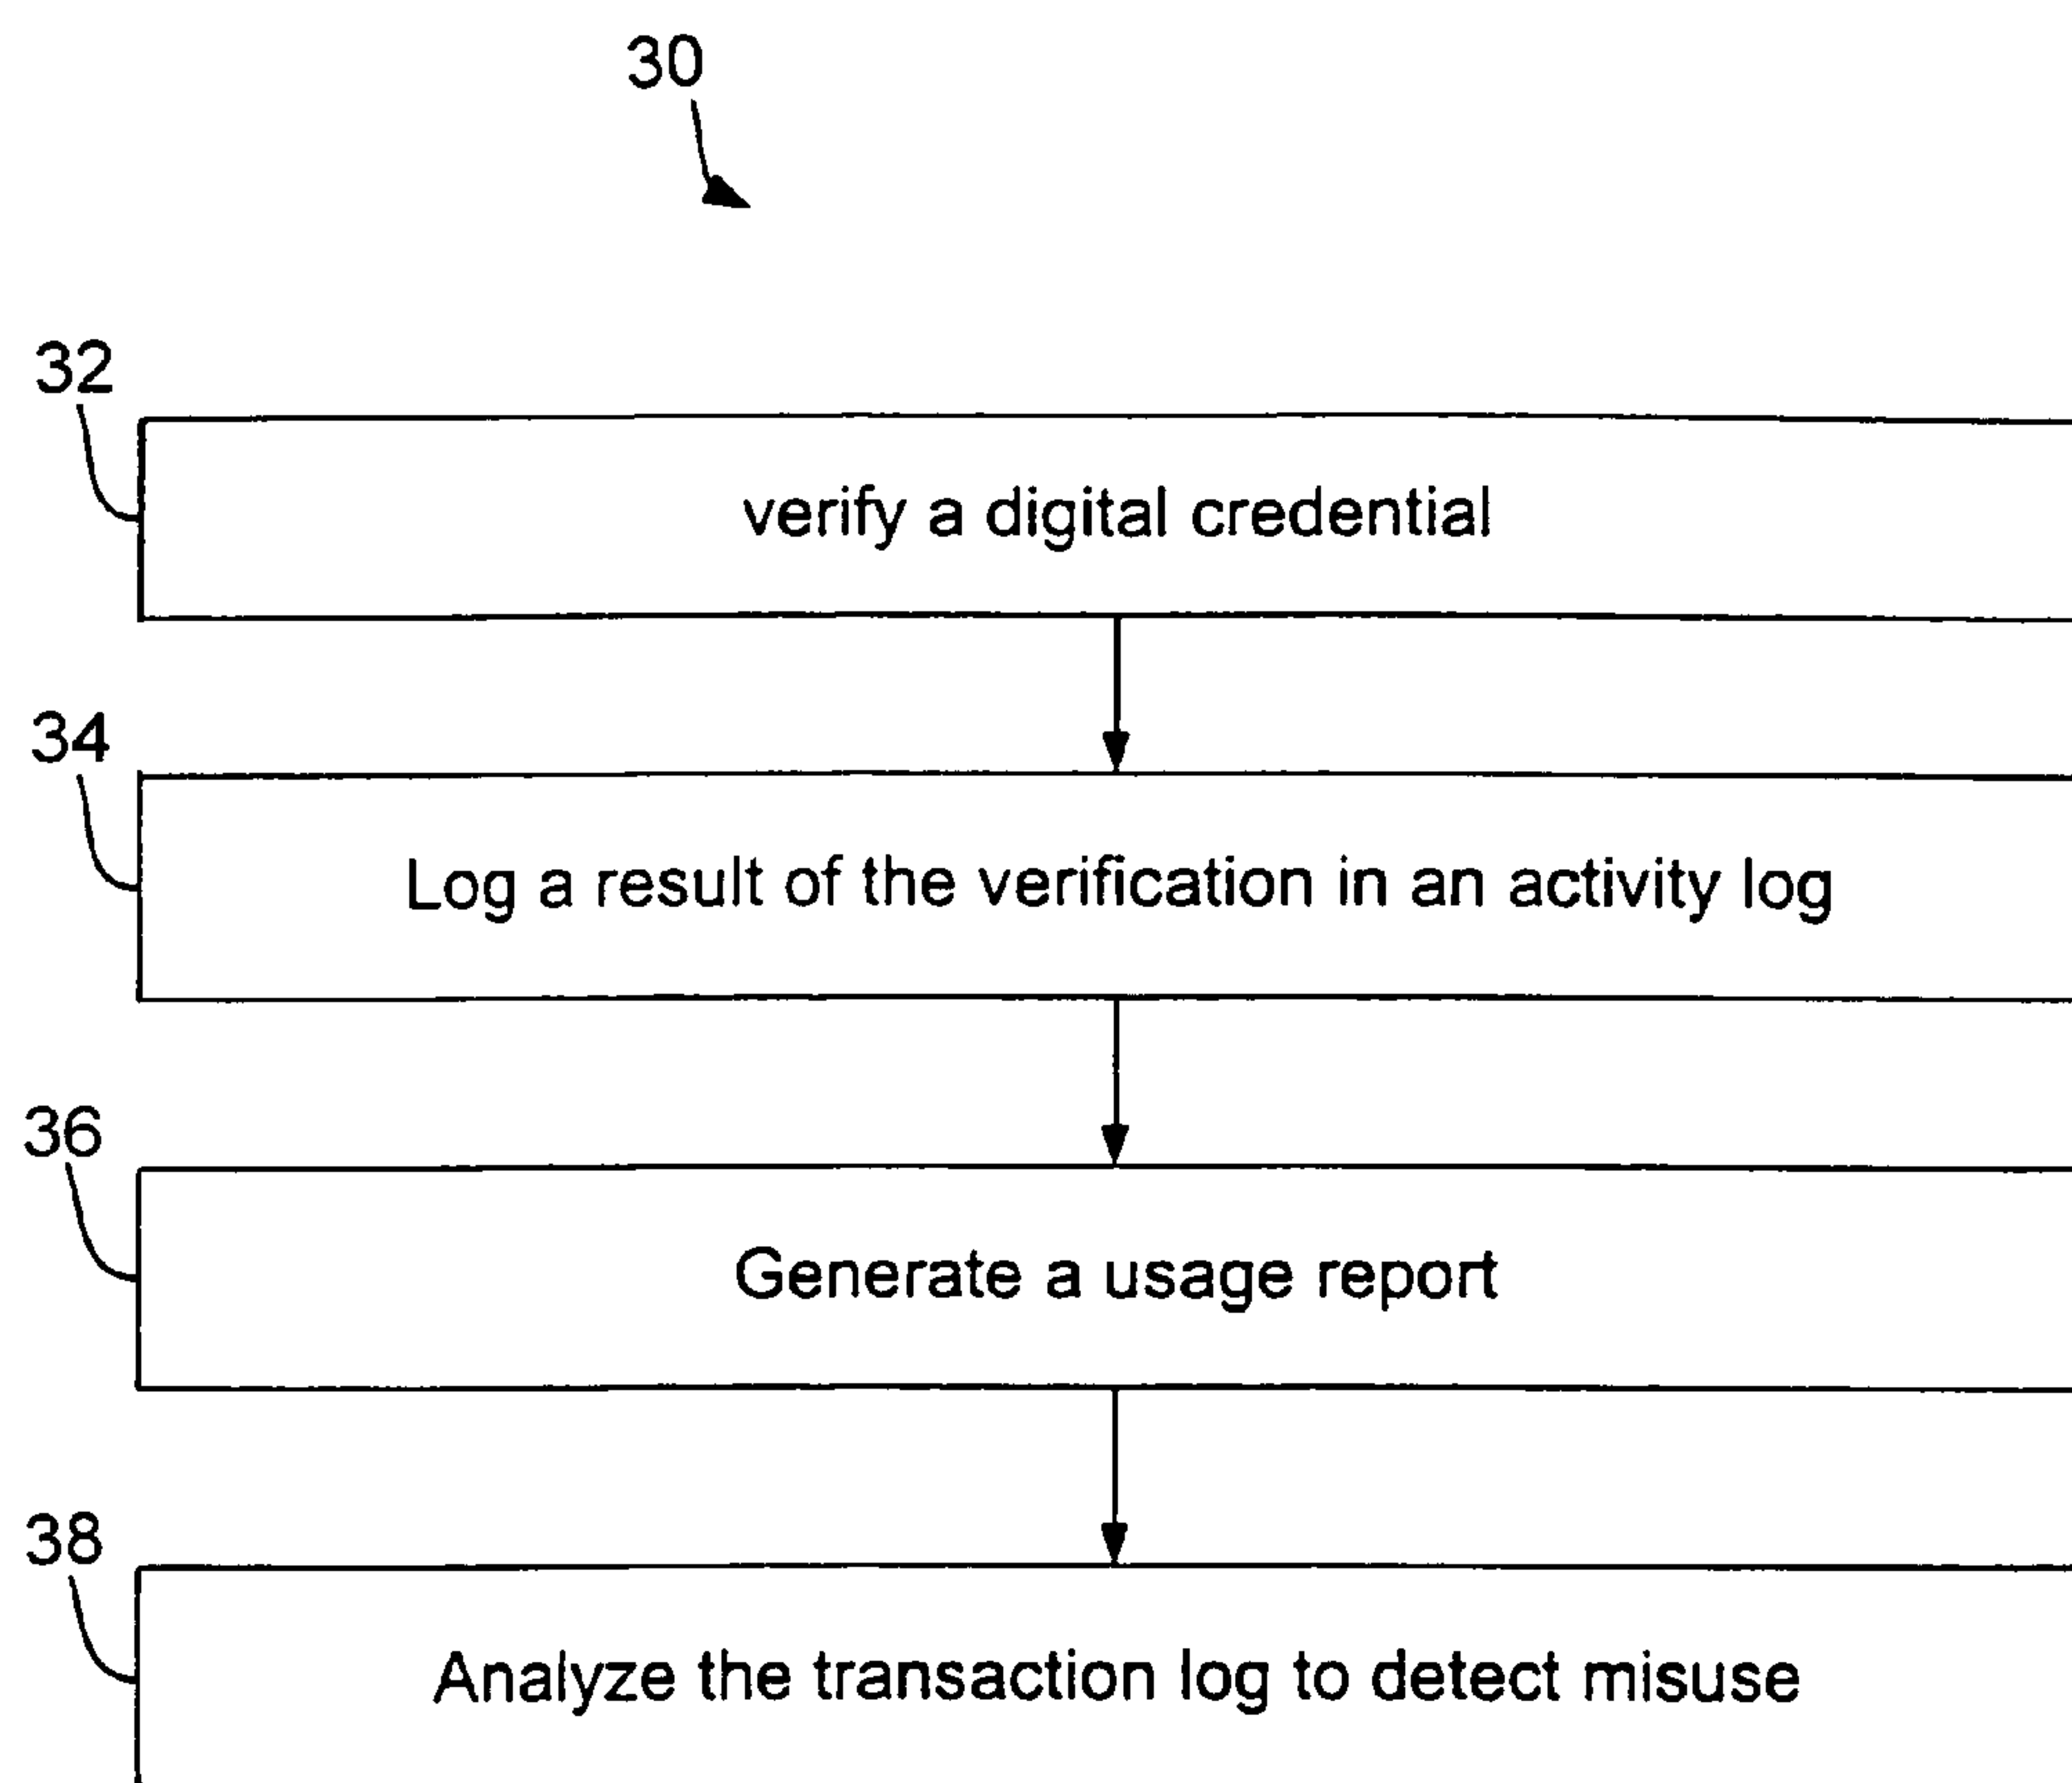 30
32
verify a digital credential
34
Log a result of the verification in an activity log
36
Generate a usage report
38
Analyze the transaction log to detect misuse